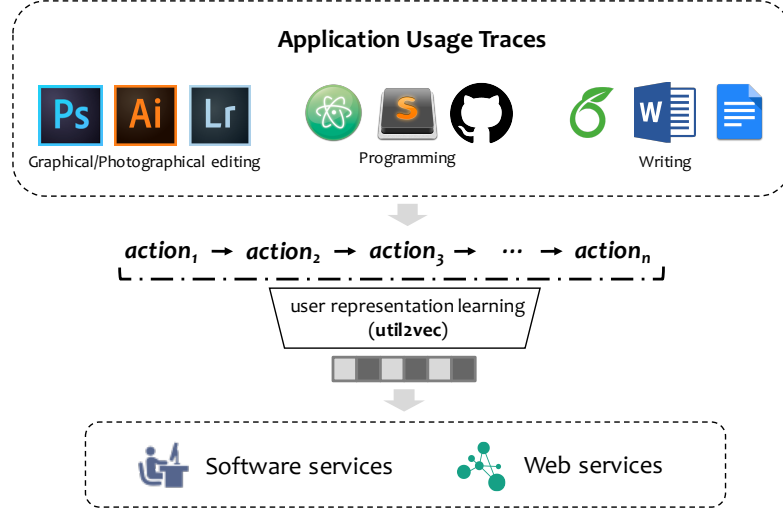 Application Usage Traces
Ps Ai Lr S W
Graphical/Photographical editing
Programming
Writing
action₁ → action₂ → action₃ → ··· → actionₙ
user representation learning
(util2vec)
Software services
Web services